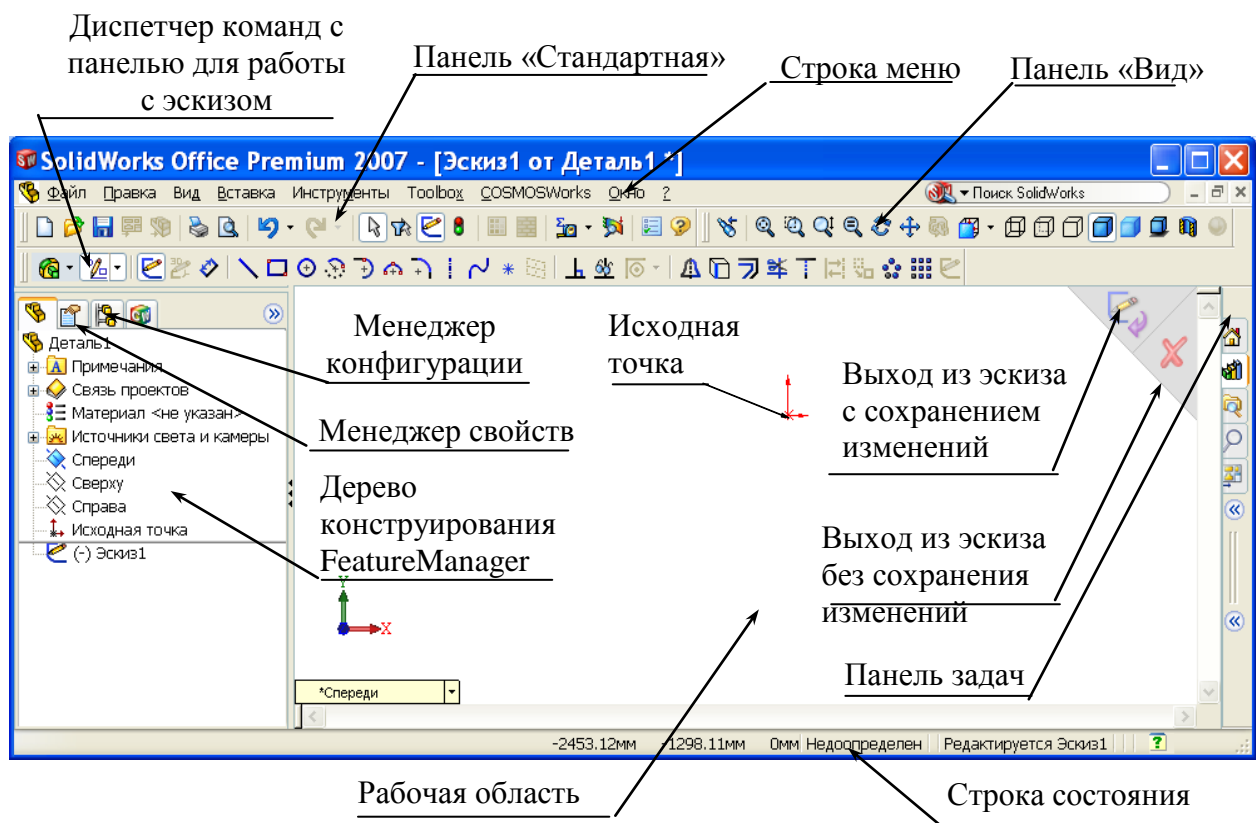 Диспетчер команд с
панелью для работы
с эскизом
Панель «Стандартная»
Строка меню
Панель «Вид»
SolidWorks Office Premium 2007 - [Эскиз1 от Деталь1 *]
Файл Правка Вид Вставка Инструменты Toolbox COSMOSWorks Окно ?
Поиск SolidWorks
Деталь1
Примечания
Связь проектов
Материал <не указан>
Источники света и камеры
Спереди
Сверху
Справа
Исходная точка
(-) Эскиз1
Менеджер
конфигурации
Менеджер свойств
Дерево
конструирования
FeatureManager
Исходная
точка
Выход из эскиза
с сохранением
изменений
Выход из эскиза
без сохранения
изменений
Панель задач
Y
X
*Спереди
-2453.12мм -1298.11мм 0мм Недоопределен Редактируется Эскиз1 ?
Рабочая область
Строка состояния